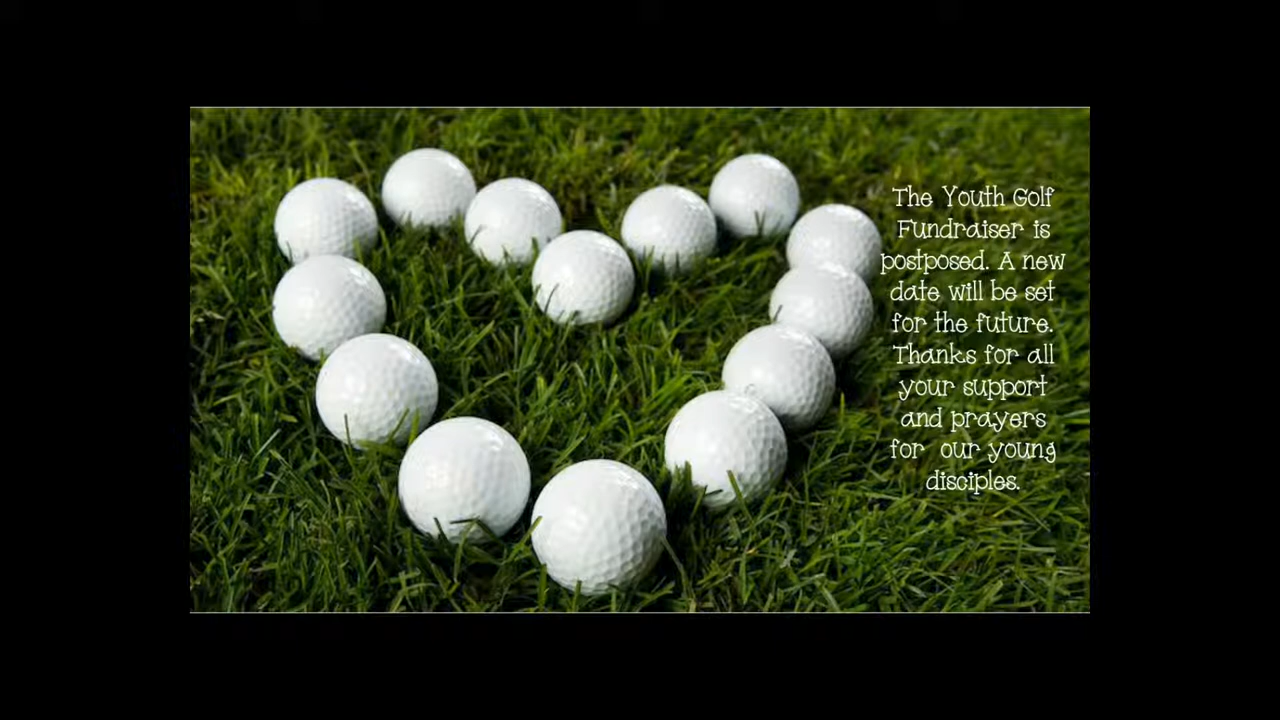 The Youth Golf
Fundraiser is
postposed. A new
date will be set
for the future.
Thanks for all
your support
and prayers
for our young
disciples.